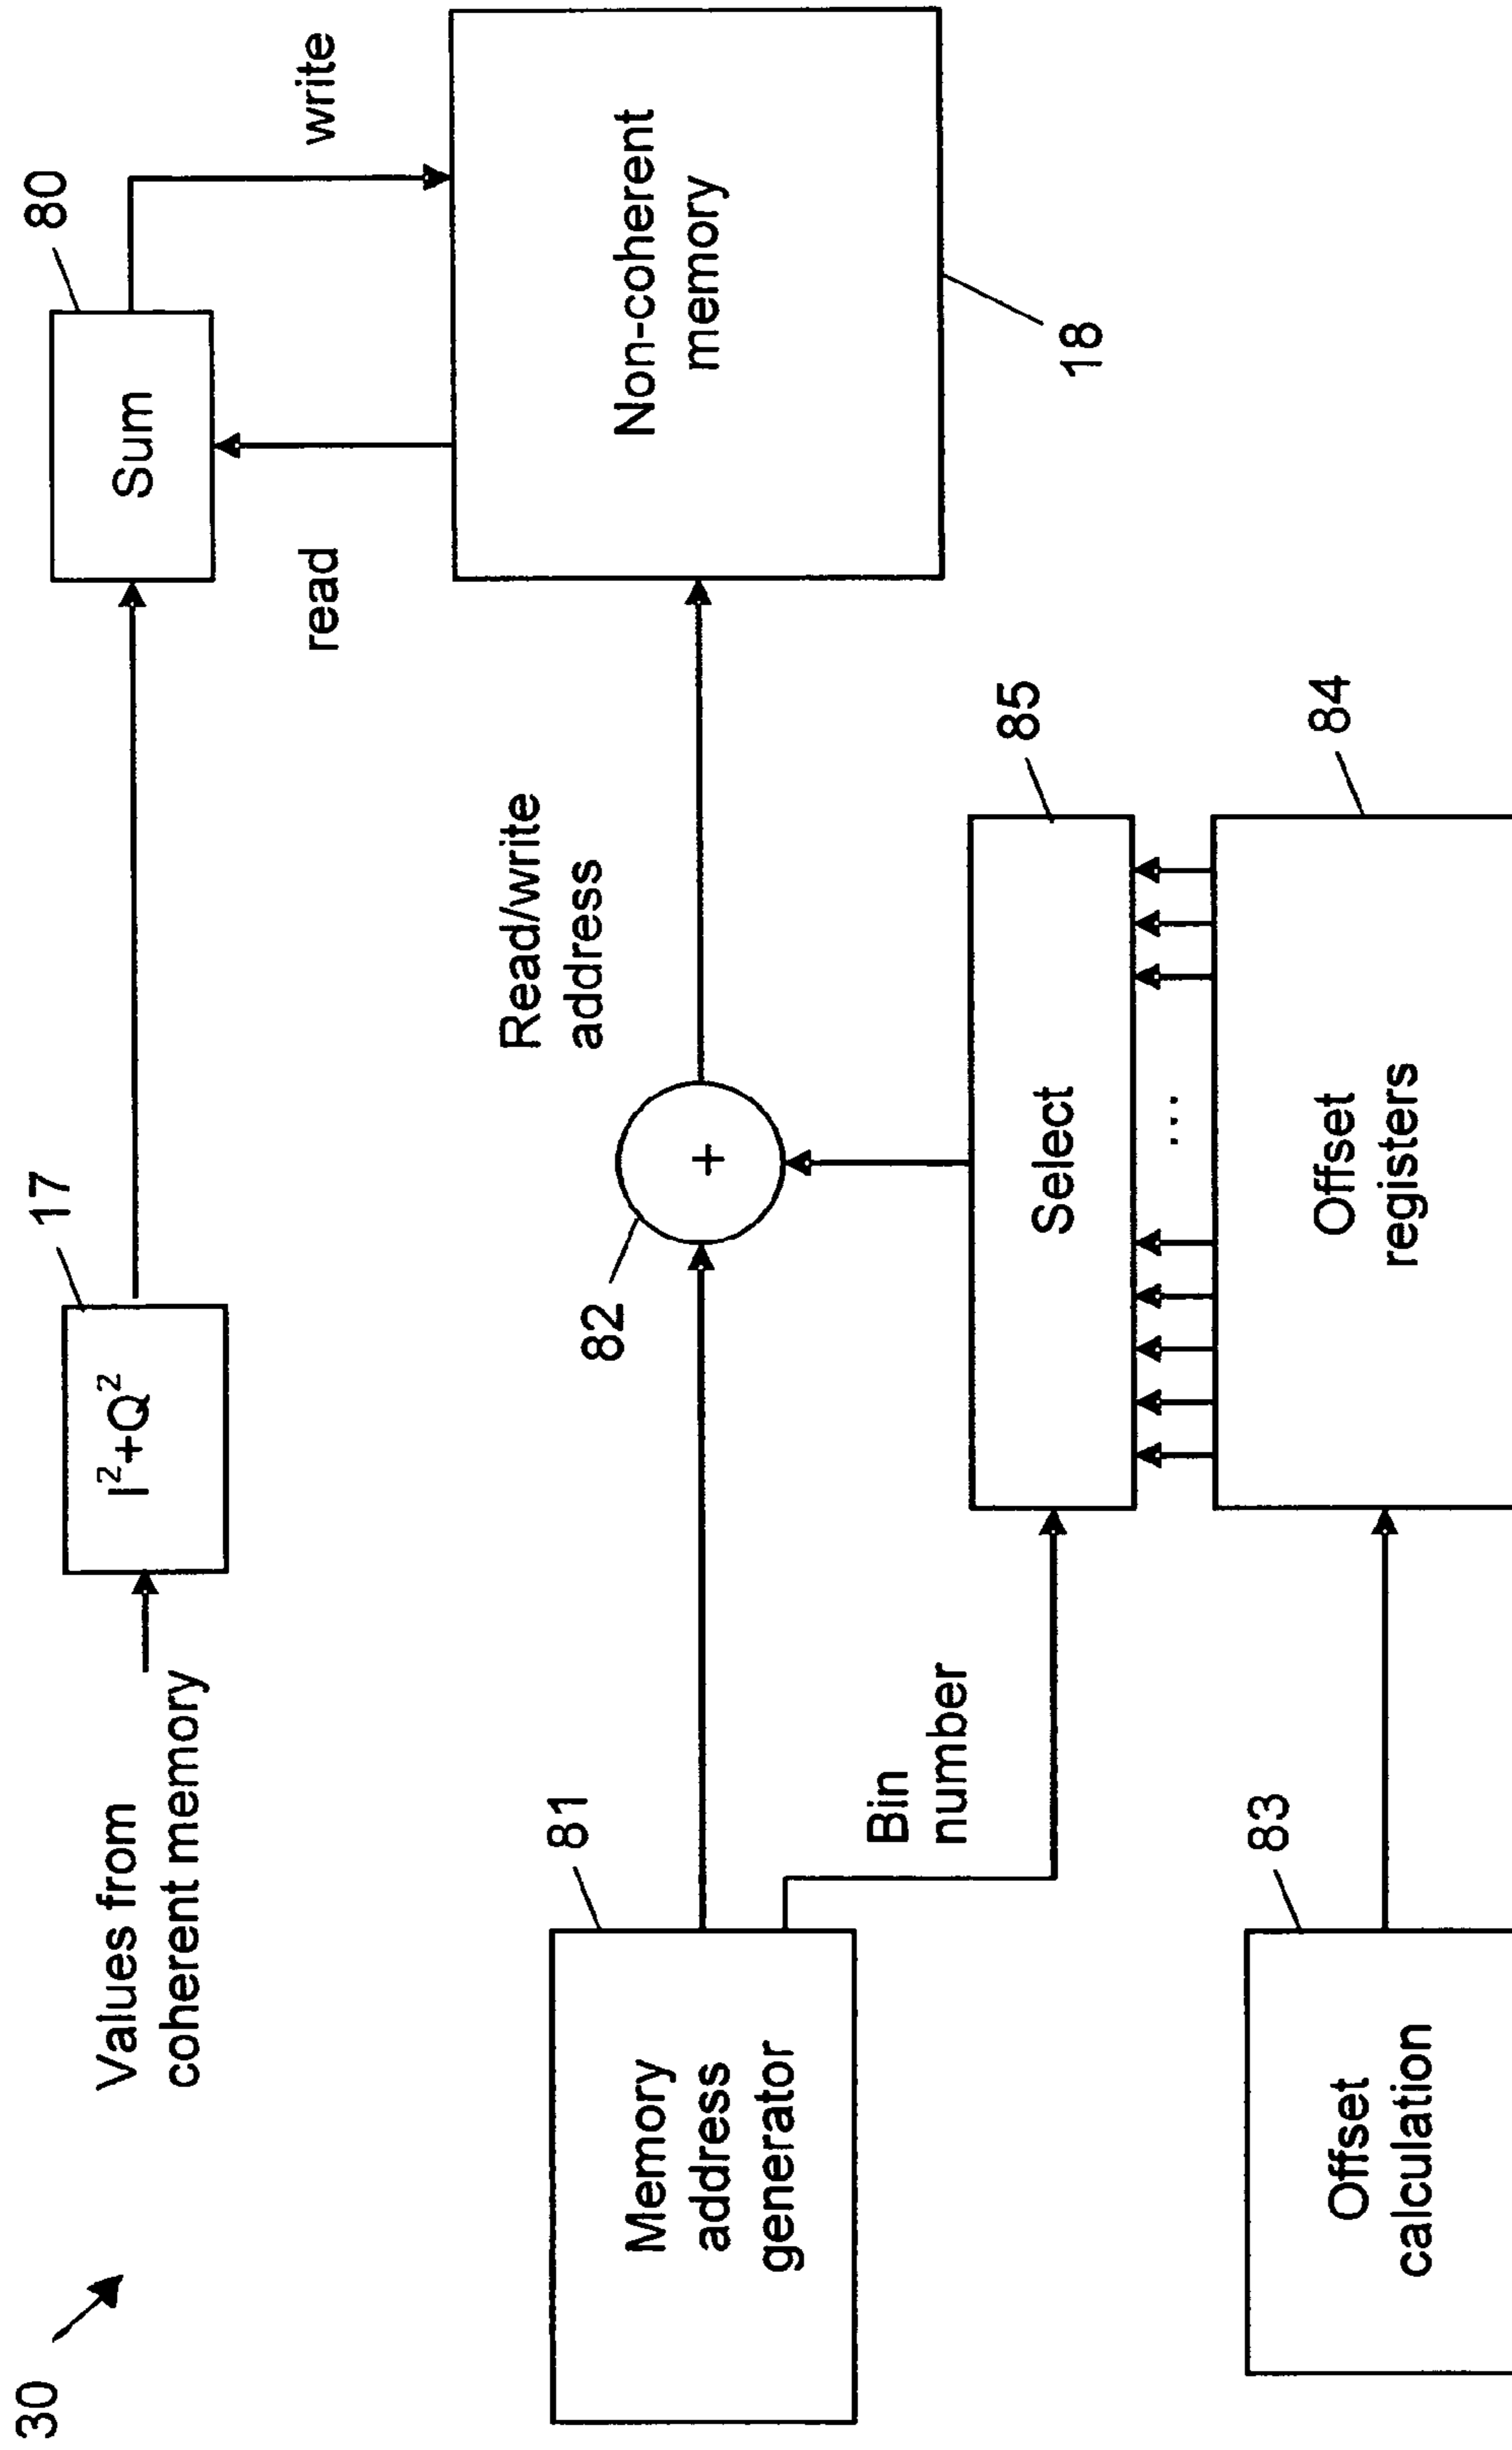 30
Values from
coherent memory
17
I²+Q²
80
Sum
read
write
Non-coherent
memory
18
81
Memory
address
generator
82
+
Read/write
address
Bin
number
85
Select
...
83
Offset
calculation
84
Offset
registers